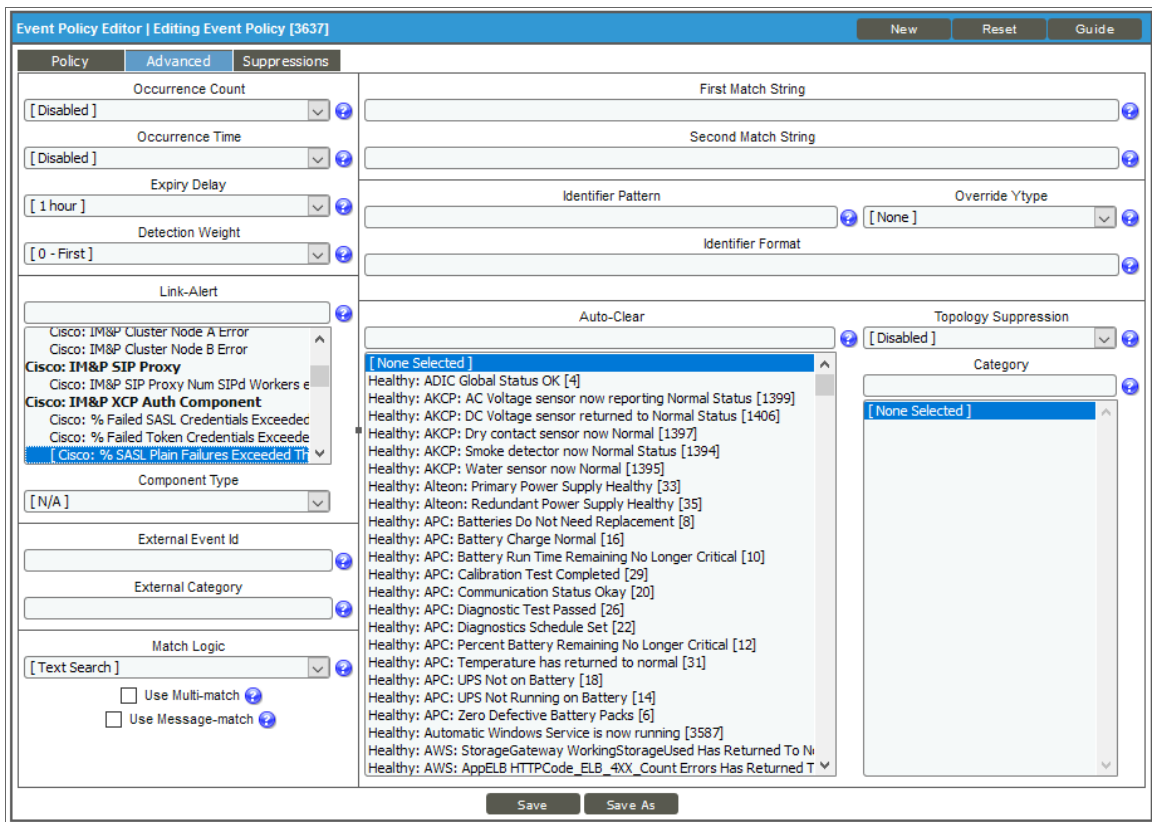 Event Policy Editor | Editing Event Policy [3637]
New
Reset
Guide
Policy
Advanced
Suppressions
Occurrence Count
[ Disabled ]
Occurrence Time
[ Disabled ]
Expiry Delay
[ 1 hour ]
Detection Weight
[ 0 - First ]
Link-Alert
Cisco: IM&P Cluster Node A Error
Cisco: IM&P Cluster Node B Error
Cisco: IM&P SIP Proxy
Cisco: IM&P SIP Proxy Num SIPd Workers e
Cisco: IM&P XCP Auth Component
Cisco: % Failed SASL Credentials Exceeded
Cisco: % Failed Token Credentials Exceede
[ Cisco: % SASL Plain Failures Exceeded Th
Component Type
[ N/A ]
External Event Id
External Category
Match Logic
[ Text Search ]
Use Multi-match
Use Message-match
First Match String
Second Match String
Identifier Pattern
Override Ytype
[ None ]
Identifier Format
Auto-Clear
[ None Selected ]
Healthy: ADIC Global Status OK [4]
Healthy: AKCP: AC Voltage sensor now reporting Normal Status [1399]
Healthy: AKCP: DC Voltage sensor returned to Normal Status [1406]
Healthy: AKCP: Dry contact sensor now Normal [1397]
Healthy: AKCP: Smoke detector now Normal Status [1394]
Healthy: AKCP: Water sensor now Normal [1395]
Healthy: Alteon: Primary Power Supply Healthy [33]
Healthy: Alteon: Redundant Power Supply Healthy [35]
Healthy: APC: Batteries Do Not Need Replacement [8]
Healthy: APC: Battery Charge Normal [16]
Healthy: APC: Battery Run Time Remaining No Longer Critical [10]
Healthy: APC: Calibration Test Completed [29]
Healthy: APC: Communication Status Okay [20]
Healthy: APC: Diagnostic Test Passed [26]
Healthy: APC: Diagnostics Schedule Set [22]
Healthy: APC: Percent Battery Remaining No Longer Critical [12]
Healthy: APC: Temperature has returned to normal [31]
Healthy: APC: UPS Not on Battery [18]
Healthy: APC: UPS Not Running on Battery [14]
Healthy: APC: Zero Defective Battery Packs [6]
Healthy: Automatic Windows Service is now running [3587]
Healthy: AWS: StorageGateway WorkingStorageUsed Has Returned To No
Healthy: AWS: AppELB HTTPCode_ELB_4XX_Count Errors Has Returned T
Topology Suppression
[ Disabled ]
Category
[ None Selected ]
Save
Save As